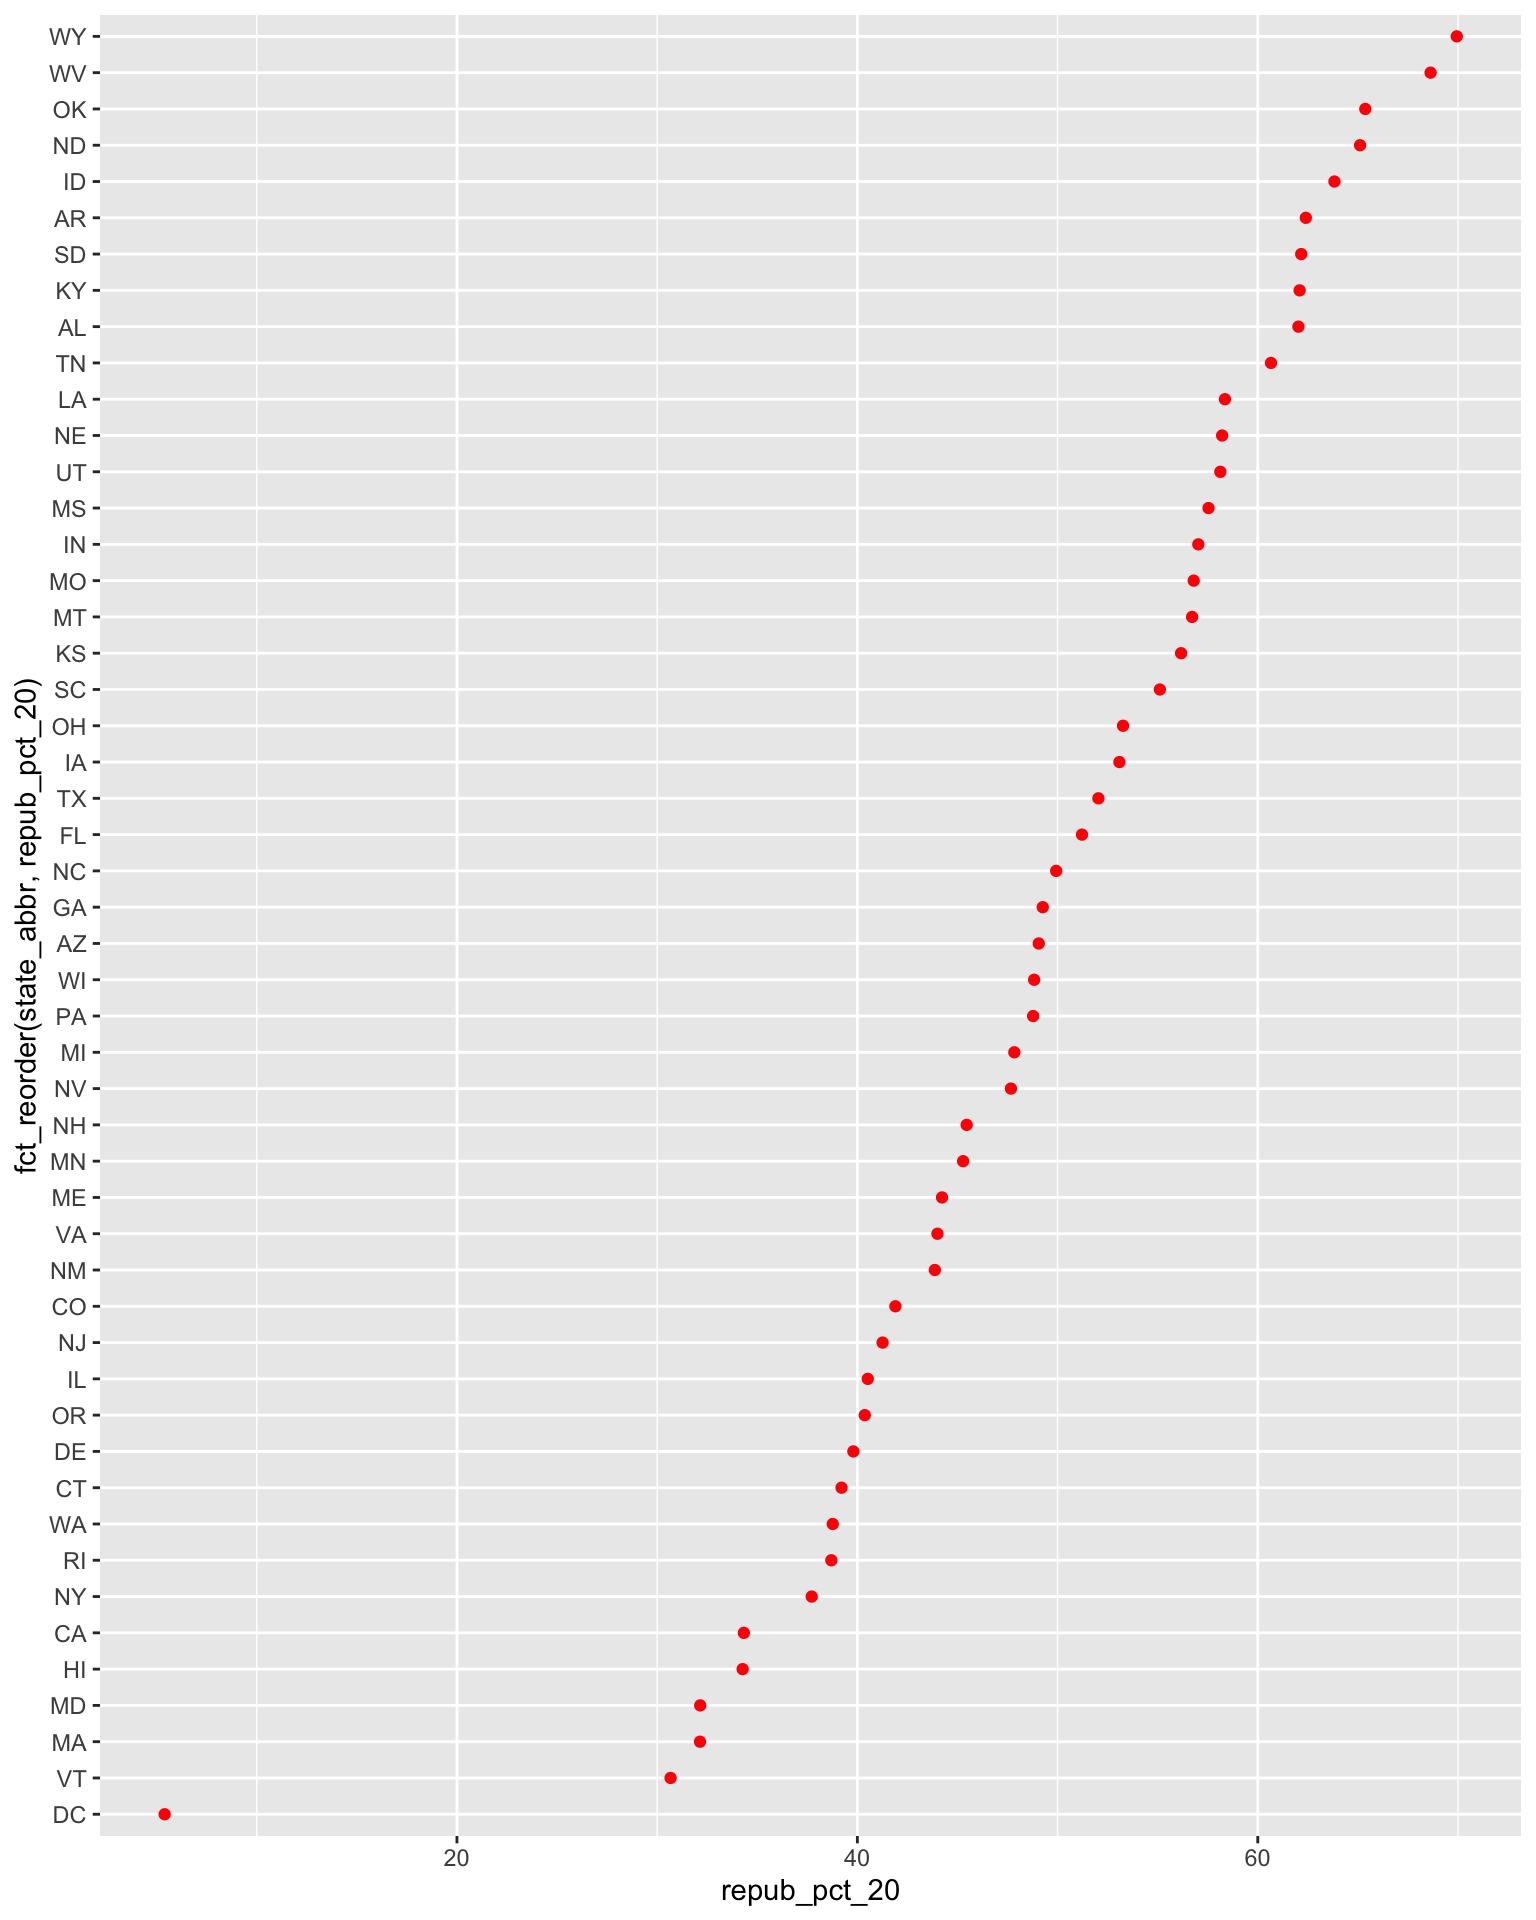 fct_reorder(state_abbr, repub_pct_20)
WY
WV
OK
ND
ID
AR
SD
KY
AL
TN
LA
NE
UT
MS
IN
MO
MT
KS
SC
OH
IA
TX
FL
NC
GA
AZ
WI
PA
MI
NV
NH
MN
ME
VA
NM
CO
NJ
IL
OR
DE
CT
WA
RI
NY
CA
HI
MD
MA
VT
DC
20 40 60
repub_pct_20